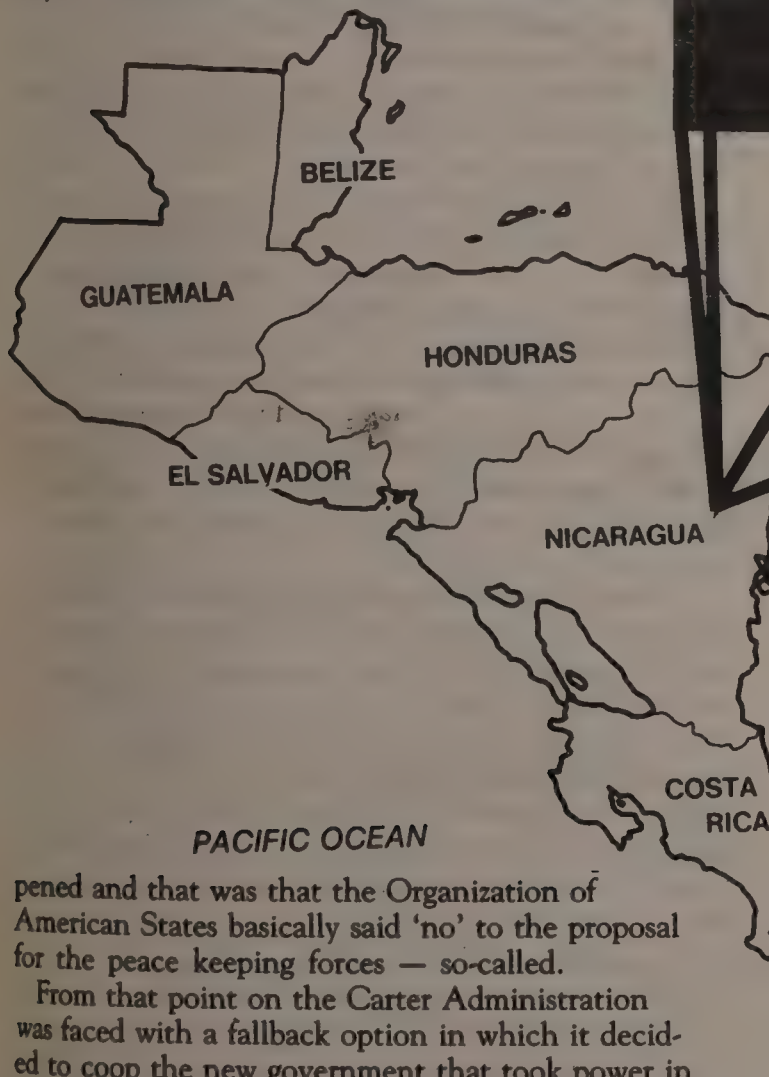 BELIZE
GUATEMALA
HONDURAS
EL SALVADOR
NICARAGUA
COSTA
RICA
PACIFIC OCEAN
pened and that was that the Organization of
American States basically said ‘no’ to the proposal
for the peace keeping forces — so-called.
From that point on the Carter Administration
was faced with a fallback option in which it decid-
ed to coop the new government that took power in